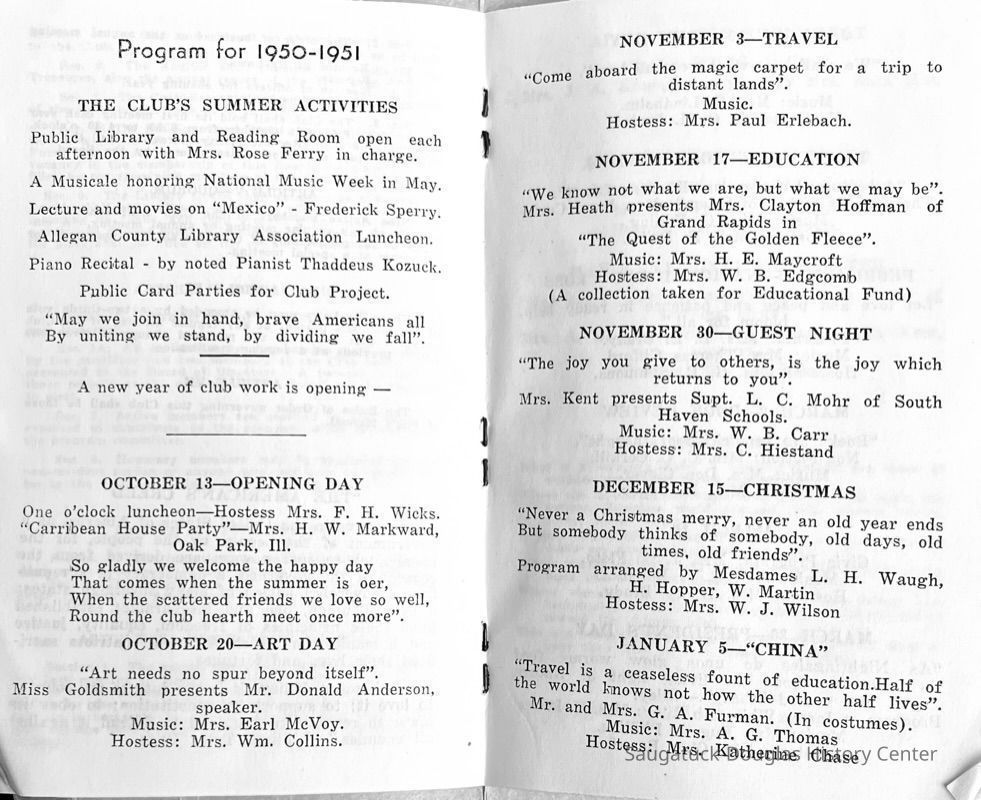 Program for 1950-1951
THE CLUB'S SUMMER ACTIVITIES
Public Library and Reading Room open each
afternoon with Mrs. Rose Ferry in charge.
A Musicale honoring National Music Week in May.
Lecture and movies on "Mexico" - Frederick Sperry.
Allegan County Library Association Luncheon.
Piano Recital - by noted Pianist Thaddeus Kozuck.
Public Card Parties for Club Project.
"May we join in hand, brave Americans all
By uniting we stand, by dividing we fall".
A new year of club work is opening —
OCTOBER 13—OPENING DAY
One o'clock luncheon—Hostess Mrs. F. H. Wicks.
"Carribean House Party"—Mrs. H. W. Markward,
Oak Park, Ill.
So gladly we welcome the happy day
That comes when the summer is oer,
When the scattered friends we love so well,
Round the club hearth meet once more".
OCTOBER 20—ART DAY
"Art needs no spur beyond itself".
Miss Goldsmith presents Mr. Donald Anderson,
speaker.
Music: Mrs. Earl McVoy.
Hostess: Mrs. Wm. Collins.
NOVEMBER 3—TRAVEL
"Come aboard the magic carpet for a trip to
distant lands".
Music.
Hostess: Mrs. Paul Erlebach.
NOVEMBER 17—EDUCATION
"We know not what we are, but what we may be".
Mrs. Heath presents Mrs. Clayton Hoffman of
Grand Rapids in
"The Quest of the Golden Fleece".
Music: Mrs. H. E. Maycroft
Hostess: Mrs. W. B. Edgcomb
(A collection taken for Educational Fund)
NOVEMBER 30—GUEST NIGHT
"The joy you give to others, is the joy which
returns to you".
Mrs. Kent presents Supt. L. C. Mohr of South
Haven Schools.
Music: Mrs. W. B. Carr
Hostess: Mrs. C. Hiestand
DECEMBER 15—CHRISTMAS
"Never a Christmas merry, never an old year ends
But somebody thinks of somebody, old days, old
times, old friends".
Program arranged by Mesdames L. H. Waugh,
H. Hopper, W. Martin
Hostess: Mrs. W. J. Wilson
JANUARY 5—"CHINA"
"Travel is a ceaseless fount of education.Half of
the world knows not how the other half lives".
Mr. and Mrs. G. A. Furman. (In costumes).
Music: Mrs. A. G. Thomas
Hostess: Mrs. Katherine Chase
Saugatuck-Douglas History Center